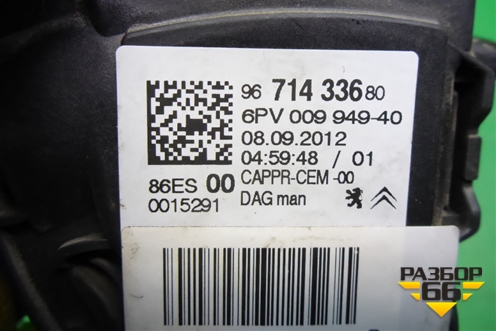 96 714 336 80
6PV 009 949-40
08.09.2012
04:59:48 / 01
86ES 00 CAPPR-CEM-00
0015291 DAG man
РАЗБОР
66